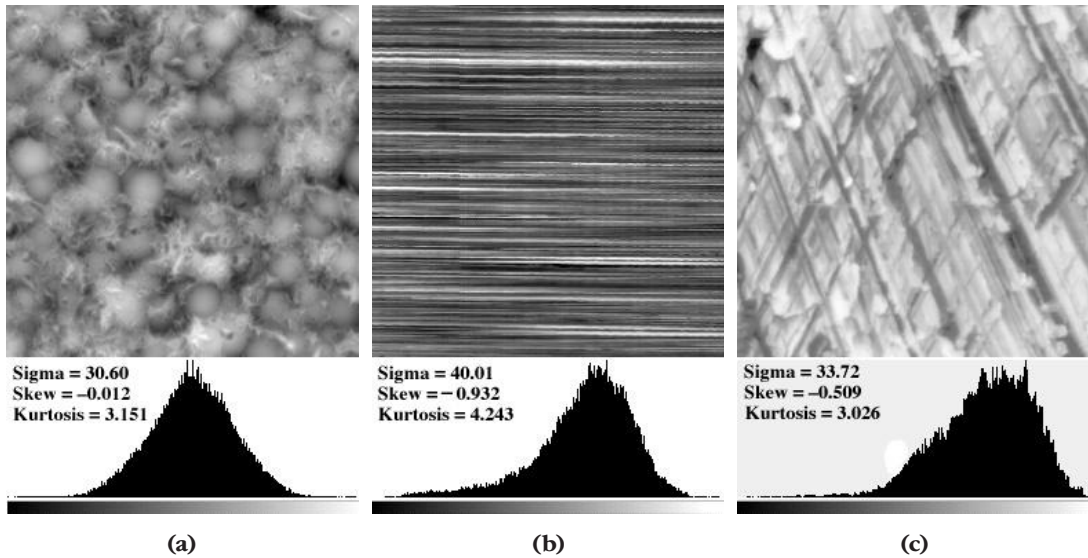 Sigma = 30.60
Skew = –0.012
Kurtosis = 3.151
Sigma = 40.01
Skew = –0.932
Kurtosis = 4.243
Sigma = 33.72
Skew = –0.509
Kurtosis = 3.026
(a)
(b)
(c)